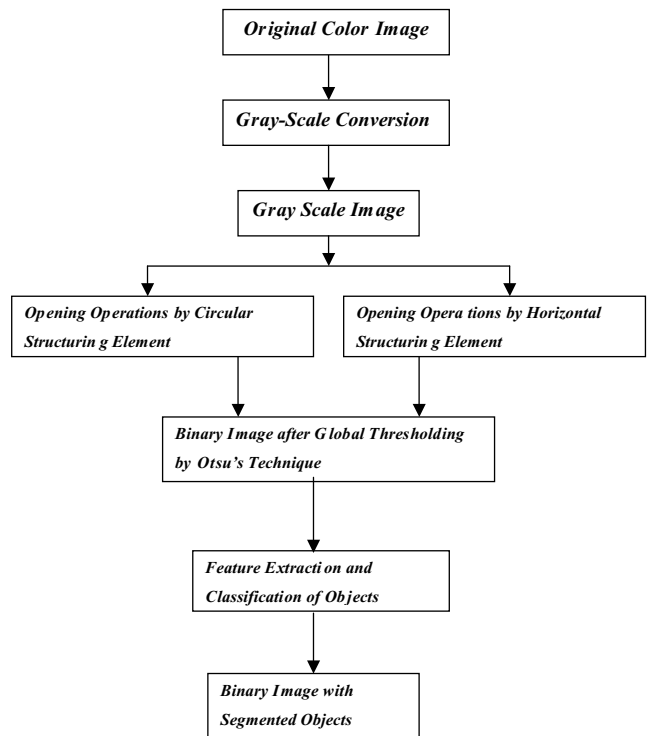 Original Color Image
Gray-Scale Conversion
Gray Scale Image
Opening Operations by Circular
Structuring Element
Opening Operations by Horizontal
Structuring Element
Binary Image after Global Thresholding
by Otsu's Technique
Feature Extraction and
Classification of Objects
Binary Image with
Segmented Objects